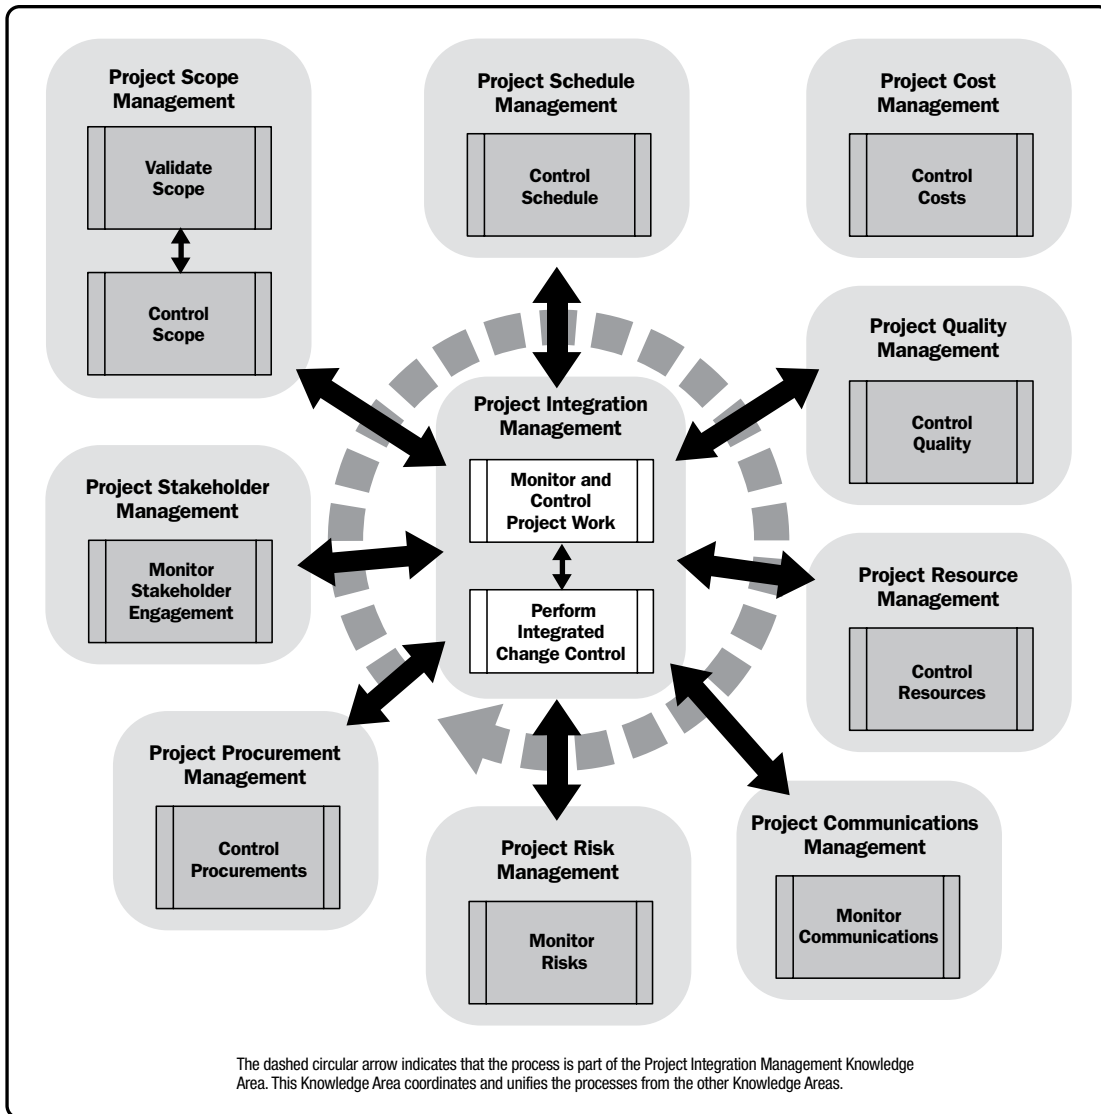 Project Scope
Management
Validate
Scope
Control
Scope
Project Schedule
Management
Control
Schedule
Project Cost
Management
Control
Costs
Project Quality
Management
Control
Quality
Project Integration
Management
Monitor and
Control
Project Work
Perform
Integrated
Change Control
Project Stakeholder
Management
Monitor
Stakeholder
Engagement
Project Resource
Management
Control
Resources
Project Procurement
Management
Control
Procurements
Project Risk
Management
Monitor
Risks
Project Communications
Management
Monitor
Communications
The dashed circular arrow indicates that the process is part of the Project Integration Management Knowledge
Area. This Knowledge Area coordinates and unifies the processes from the other Knowledge Areas.